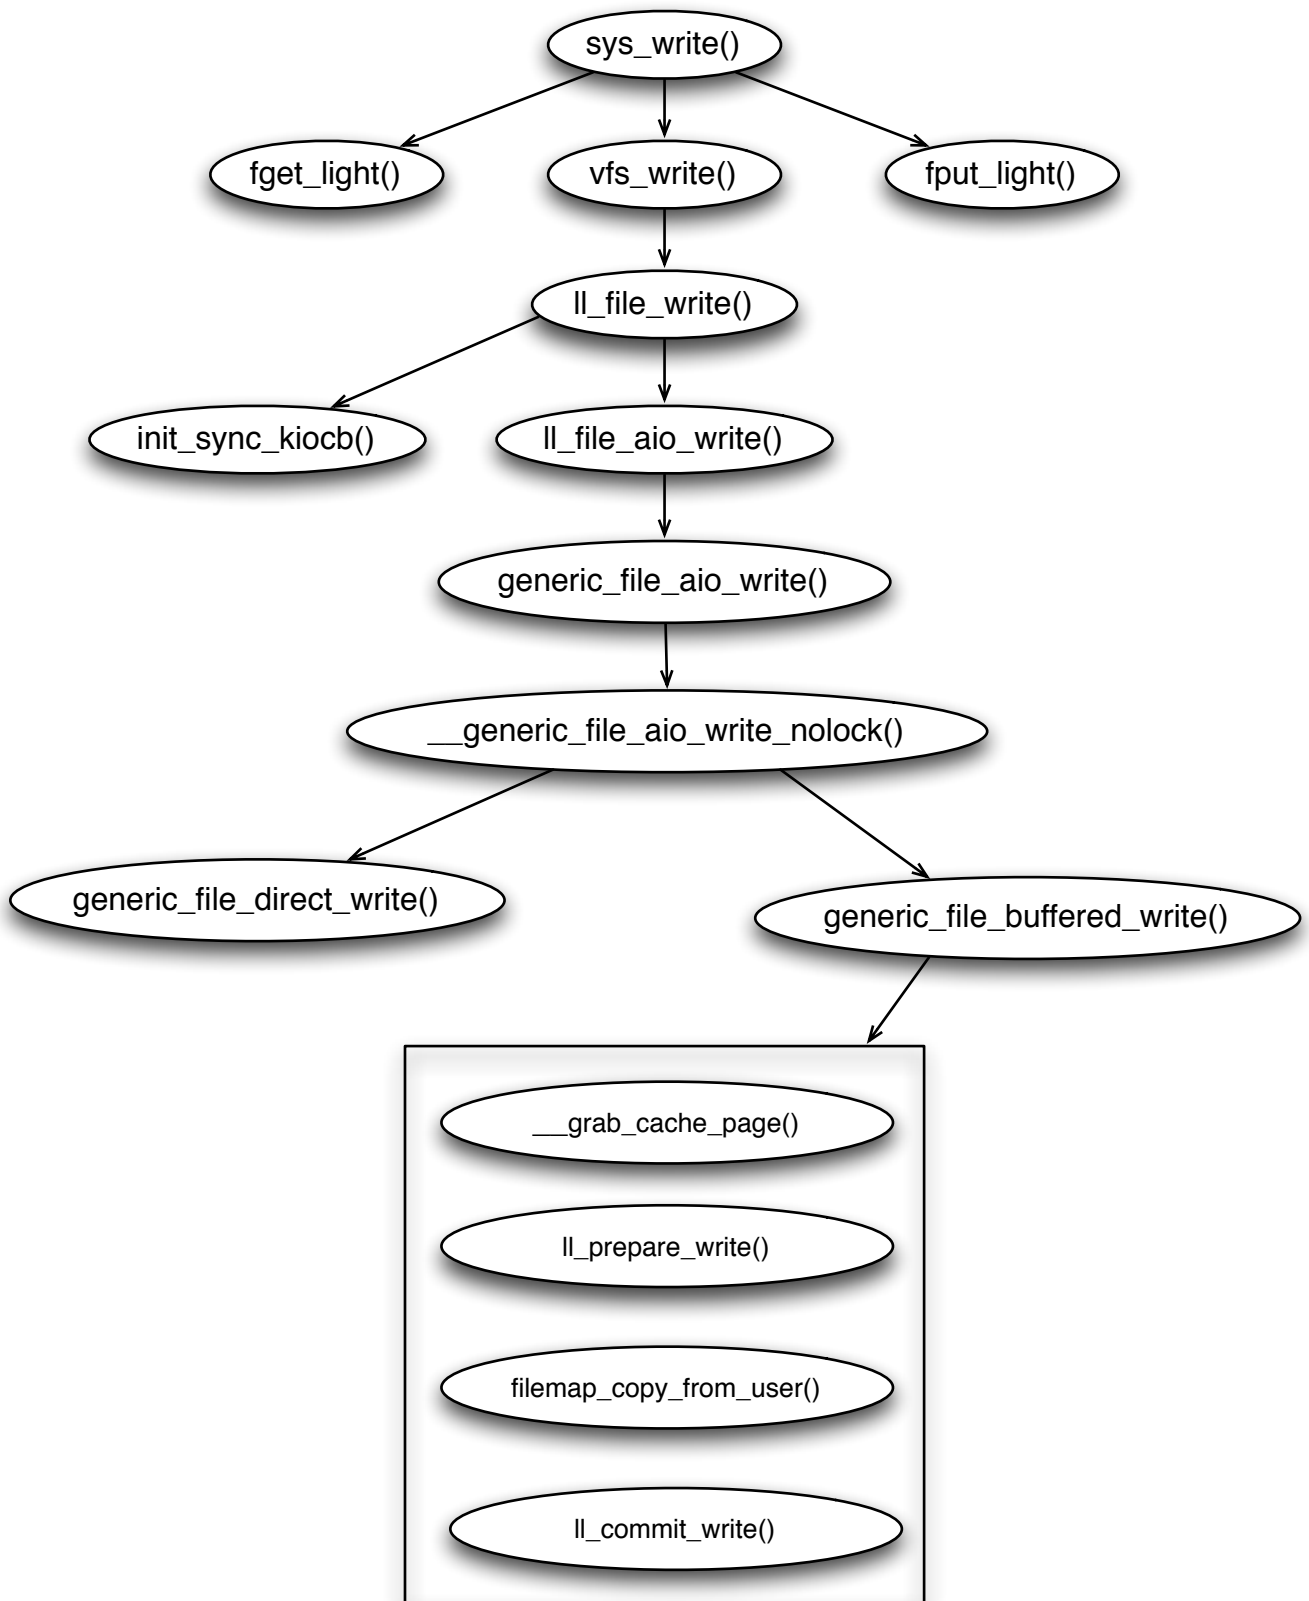 sys_write()
fget_light()
vfs_write()
fput_light()
ll_file_write()
init_sync_kiocb()
ll_file_aio_write()
generic_file_aio_write()
__generic_file_aio_write_nolock()
generic_file_direct_write()
generic_file_buffered_write()
__grab_cache_page()
ll_prepare_write()
filemap_copy_from_user()
ll_commit_write()